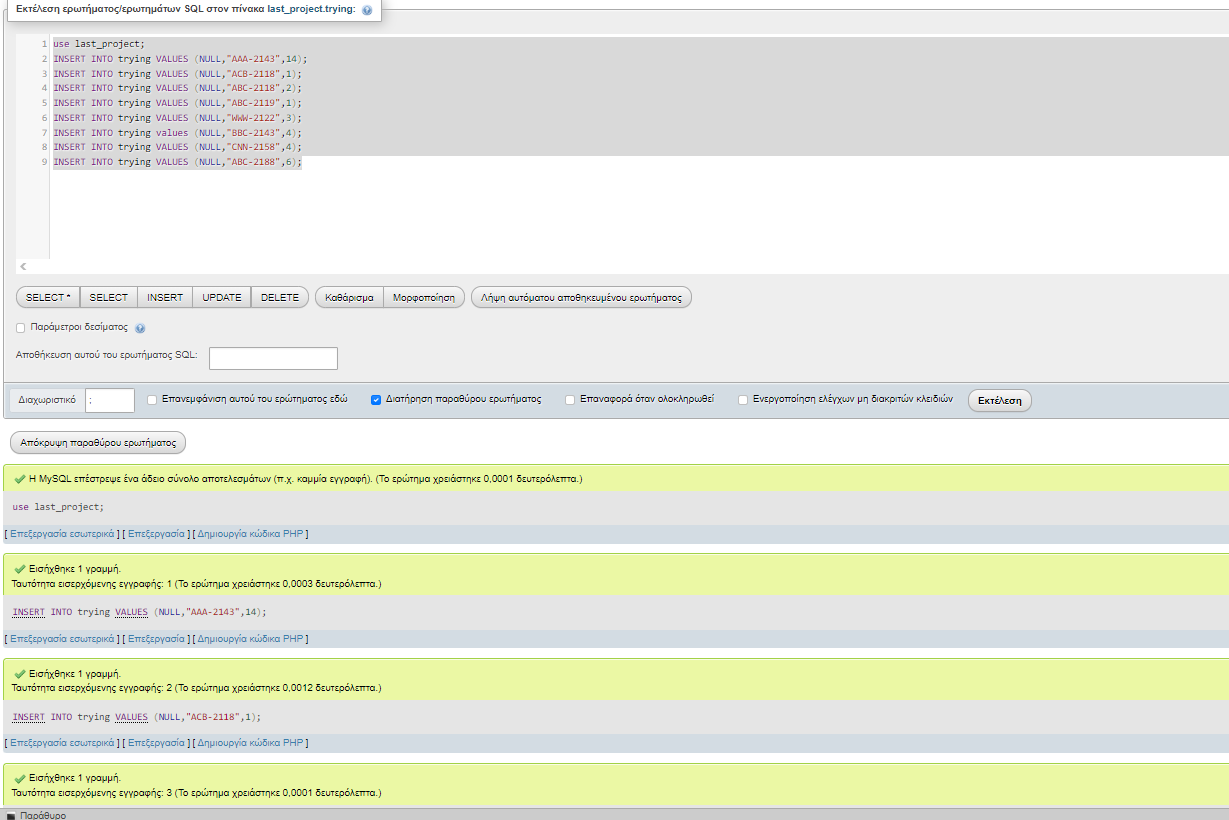 Εκτέλεση ερωτήματος/ερωτημάτων SQL στον πίνακα last_project.trying:
1 use last_project;
2 INSERT INTO trying VALUES (NULL,"AAA-2143",14);
3 INSERT INTO trying VALUES (NULL,"ACB-2118",1);
4 INSERT INTO trying VALUES (NULL,"ABC-2118",2);
5 INSERT INTO trying VALUES (NULL,"ABC-2119",1);
6 INSERT INTO trying VALUES (NULL,"WWW-2122",3);
7 INSERT INTO trying values (NULL,"BBC-2143",4);
8 INSERT INTO trying VALUES (NULL,"CNN-2158",4);
9 INSERT INTO trying VALUES (NULL,"ABC-2188",6);
SELECT * SELECT INSERT UPDATE DELETE Καθάρισμα Μορφοποίηση Λήψη αυτόματου αποθηκευμένου ερωτήματος
Παράμετροι δεσίματος
Αποθήκευση αυτού του ερωτήματος SQL:
Διαχωριστικό ; Επανεμφάνιση αυτού του ερώτηματος εδώ Διατήρηση παραθύρου ερωτήματος Επαναφορά όταν ολοκληρωθεί Ενεργοποίηση ελέγχων μη διακριτών κλειδιών Εκτέλεση
Απόκρυψη παραθύρου ερωτήματος
Η MySQL επέστρεψε ένα άδειο σύνολο αποτελεσμάτων (π.χ. καμμία εγγραφή). (Το ερώτημα χρειάστηκε 0,0001 δευτερόλεπτα.)
use last_project;
[ Επεξεργασία εσωτερικά ] [ Επεξεργασία ] [ Δημιουργία κώδικα PHP ]
Εισήχθηκε 1 γραμμή.
Ταυτότητα εισερχόμενης εγγραφής: 1 (Το ερώτημα χρειάστηκε 0,0003 δευτερόλεπτα.)
INSERT INTO trying VALUES (NULL,"AAA-2143",14);
[ Επεξεργασία εσωτερικά ] [ Επεξεργασία ] [ Δημιουργία κώδικα PHP ]
Εισήχθηκε 1 γραμμή.
Ταυτότητα εισερχόμενης εγγραφής: 2 (Το ερώτημα χρειάστηκε 0,0012 δευτερόλεπτα.)
INSERT INTO trying VALUES (NULL,"ACB-2118",1);
[ Επεξεργασία εσωτερικά ] [ Επεξεργασία ] [ Δημιουργία κώδικα PHP ]
Εισήχθηκε 1 γραμμή.
Ταυτότητα εισερχόμενης εγγραφής: 3 (Το ερώτημα χρειάστηκε 0,0001 δευτερόλεπτα.)
Παράθυρο